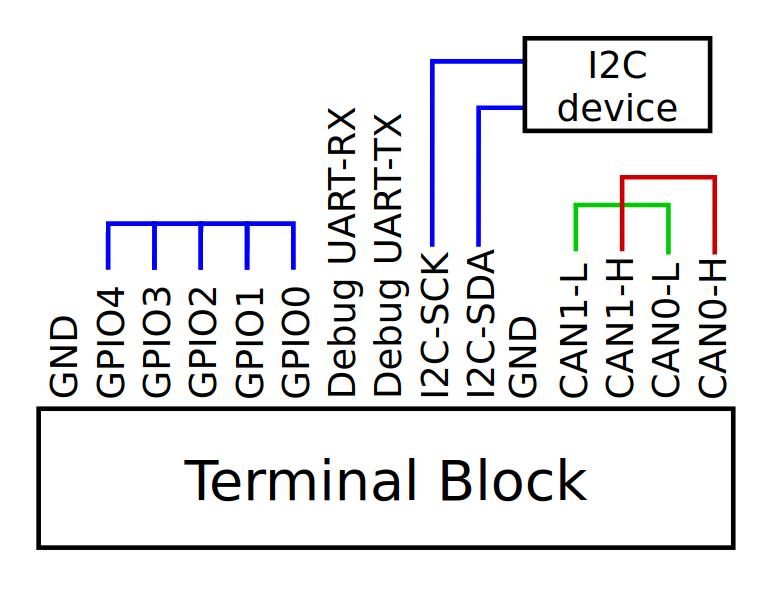 I2C
device
GND
GPIO4
GPIO3
GPIO2
GPIO1
GPIO0
Debug UART-RX
Debug UART-TX
I2C-SCK
I2C-SDA
GND
CAN1-L
CAN1-H
CAN0-L
CAN0-H
Terminal Block